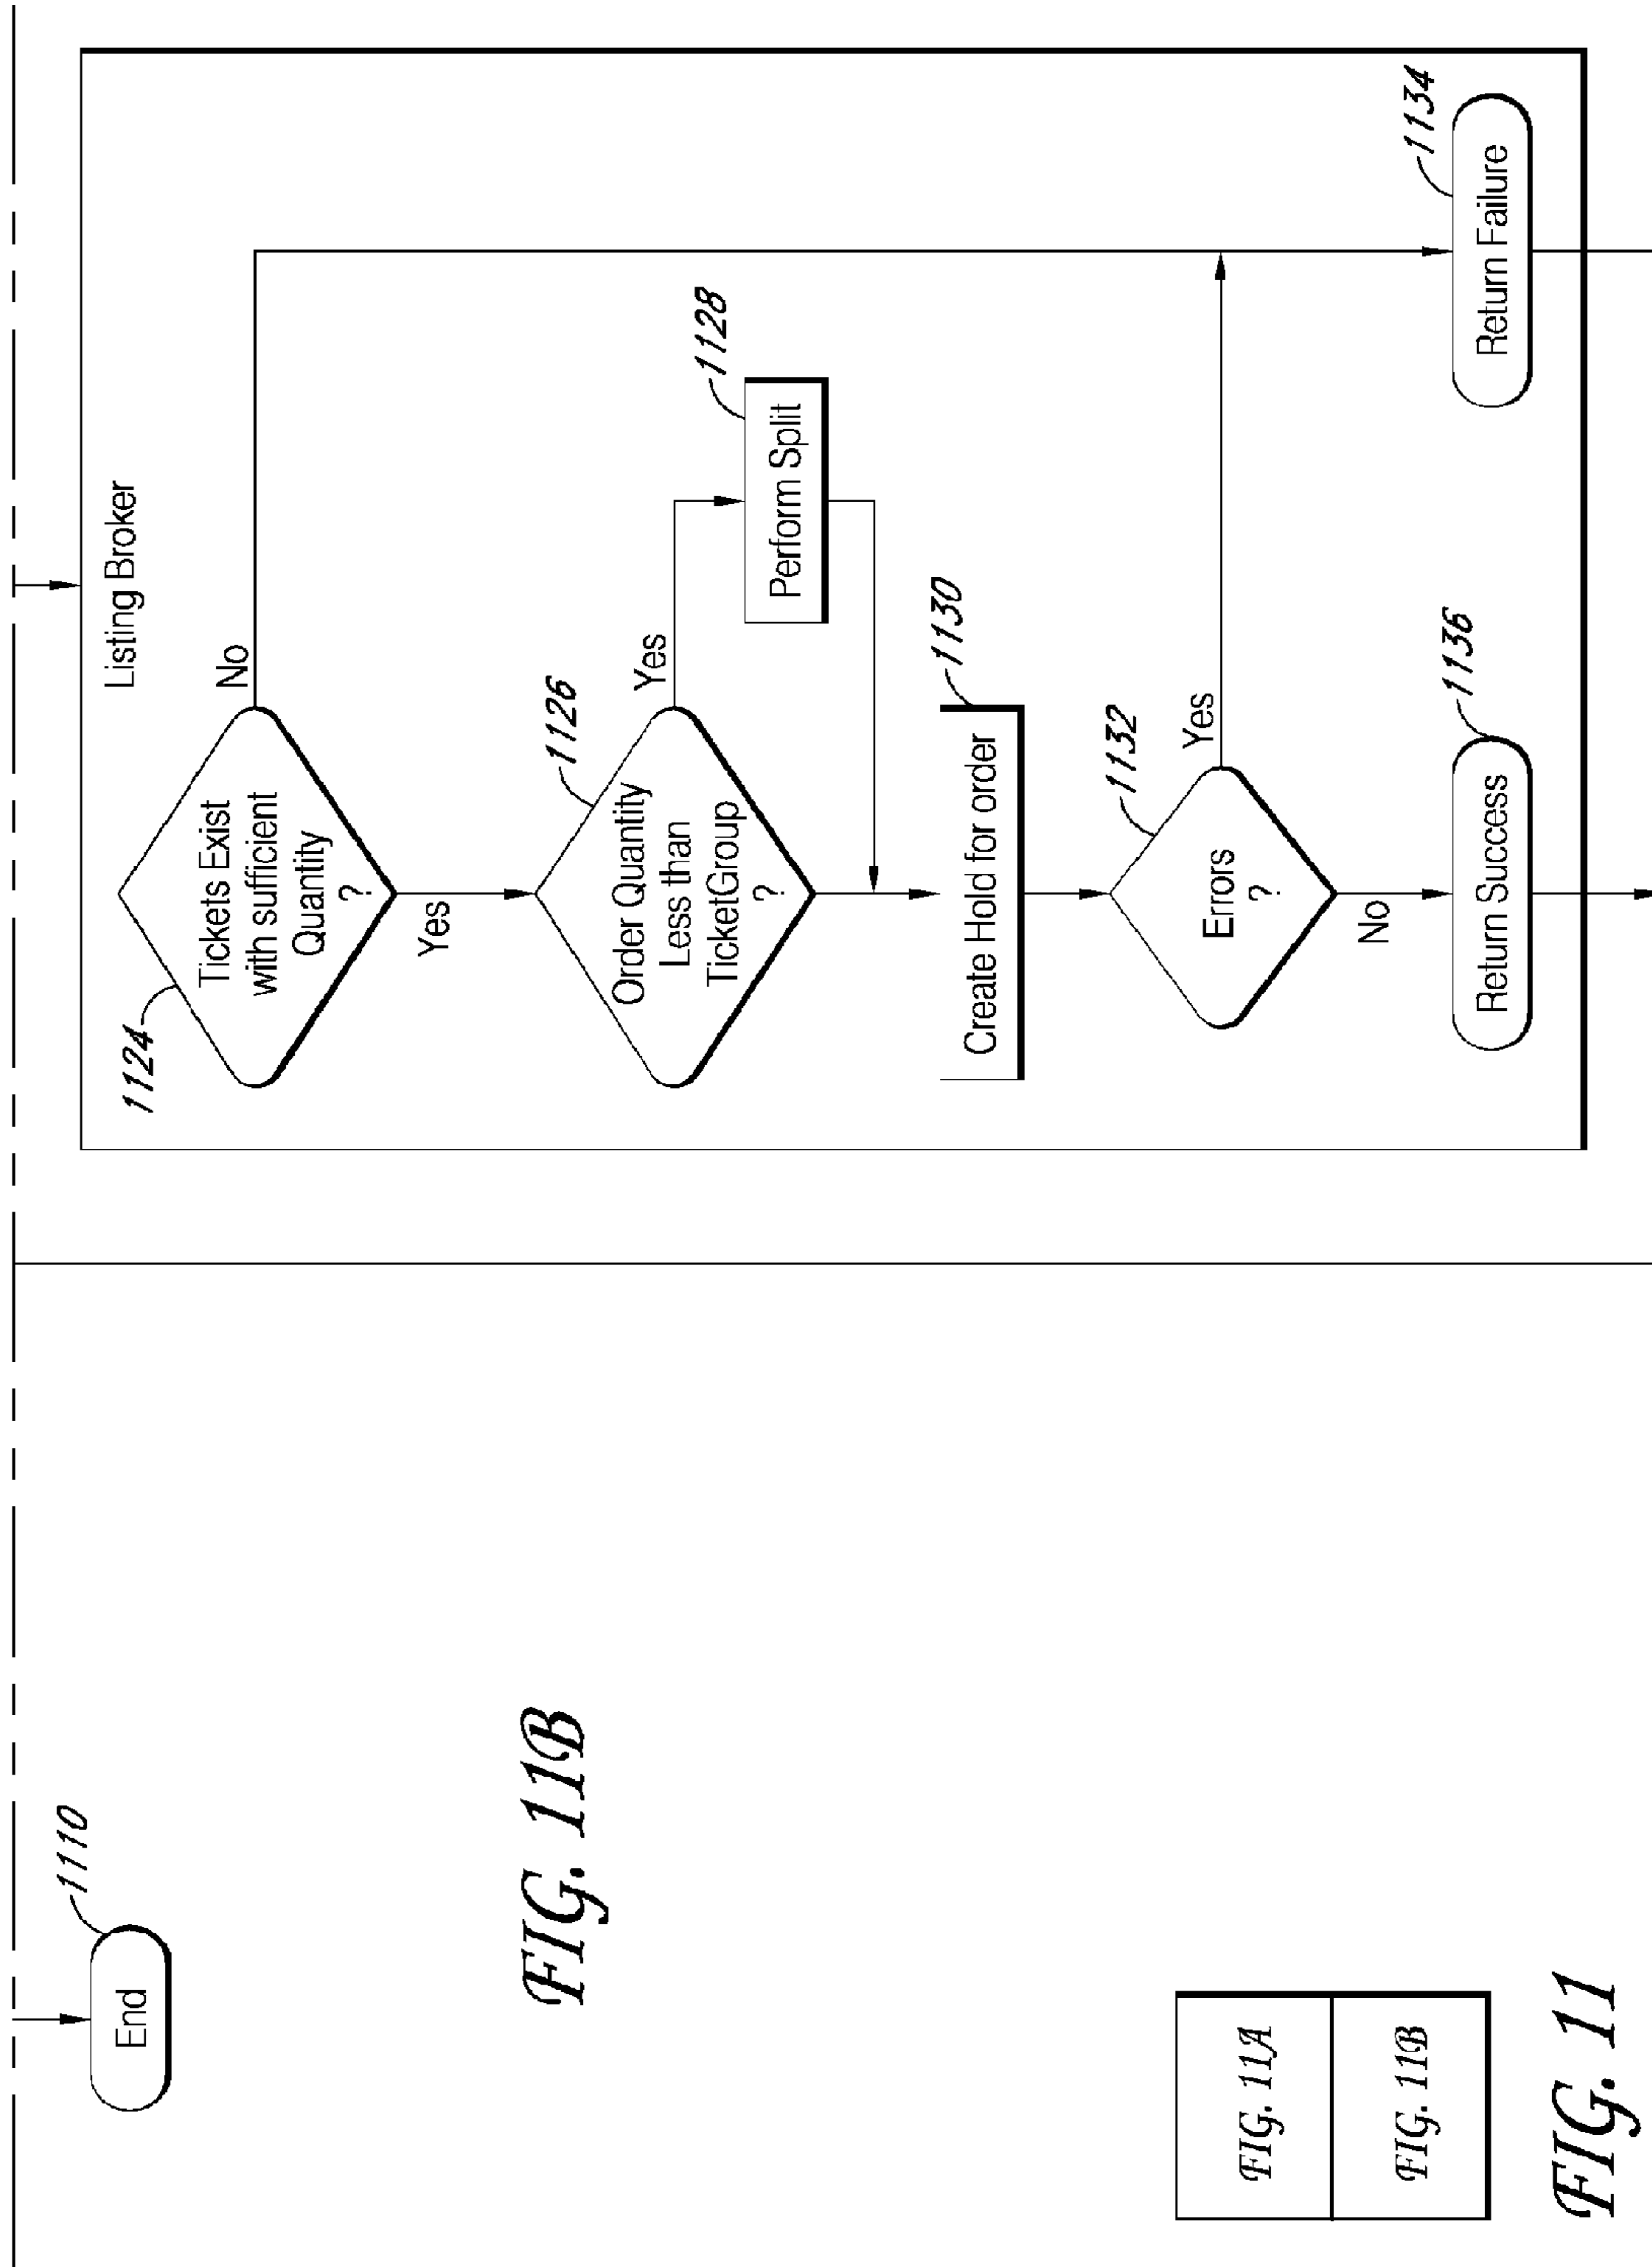 1110
End
FIG. 11B
FIG. 11A
FIG. 11B
FIG. 11
Listing Broker
1124
Tickets Exist
with sufficient
Quantity
?
No
Yes
1126
Order Quantity
Less than
TicketGroup
?
Yes
1128
Perform Split
1130
Create Hold for order
1132
Errors
?
Yes
No
1134
Return Failure
1136
Return Success